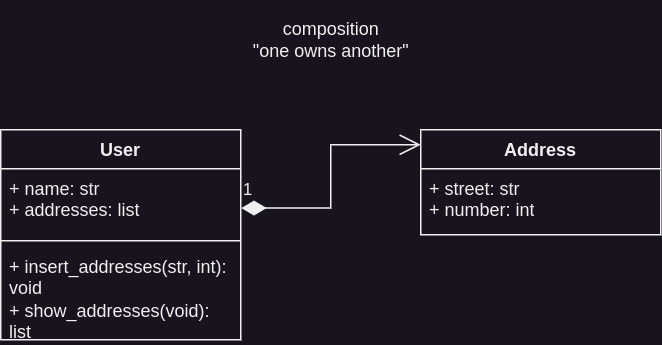 composition
"one owns another"
User
+ name: str
+ addresses: list
+ insert_addresses(str, int):
void
+ show_addresses(void):
list
1
Address
+ street: str
+ number: int